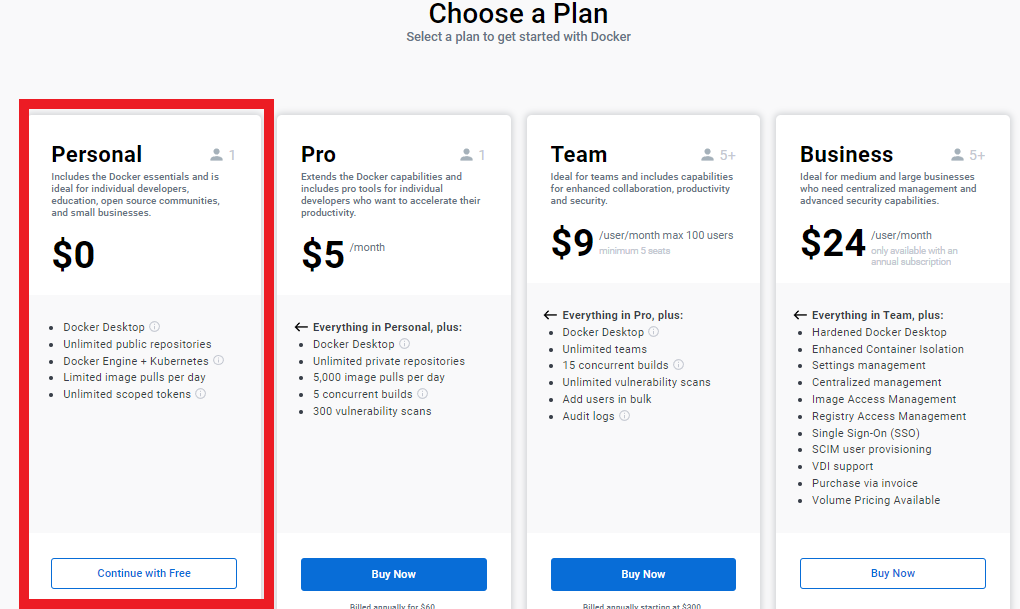 Choose a Plan
Select a plan to get started with Docker
Personal
1
Includes the Docker essentials and is
ideal for individual developers,
education, open source communities,
and small businesses.
$0
Docker Desktop
Unlimited public repositories
Docker Engine + Kubernetes
Limited image pulls per day
Unlimited scoped tokens
Continue with Free
Pro
1
Extends the Docker capabilities and
includes pro tools for individual
developers who want to accelerate their
productivity.
$5 /month
Everything in Personal, plus:
Docker Desktop
Unlimited private repositories
5,000 image pulls per day
5 concurrent builds
300 vulnerability scans
Buy Now
Billed annually for $60
Team
5+
Ideal for teams and includes capabilities
for enhanced collaboration, productivity
and security.
$9 /user/month max 100 users
minimum 5 seats
Everything in Pro, plus:
Docker Desktop
Unlimited teams
15 concurrent builds
Unlimited vulnerability scans
Add users in bulk
Audit logs
Buy Now
Billed annually starting at $300
Business
5+
Ideal for medium and large businesses
who need centralized management and
advanced security capabilities.
$24 /user/month
only available with an
annual subscription
Everything in Team, plus:
Hardened Docker Desktop
Enhanced Container Isolation
Settings management
Centralized management
Image Access Management
Registry Access Management
Single Sign-On (SSO)
SCIM user provisioning
VDI support
Purchase via invoice
Volume Pricing Available
Buy Now